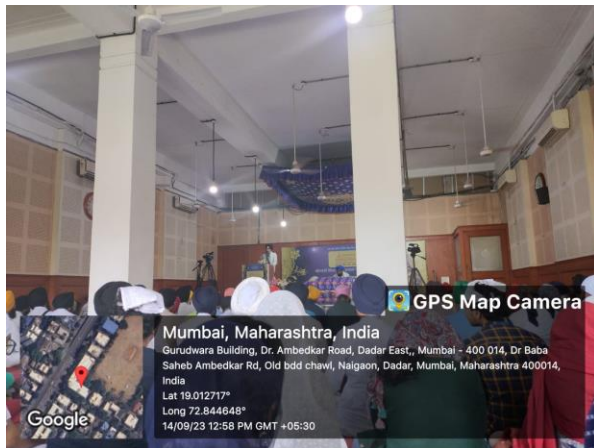 GPS Map Camera
Mumbai, Maharashtra, India
Gurudwara Building, Dr. Ambedkar Road, Dadar East,, Mumbai - 400 014, Dr Baba
Saheb Ambedkar Rd, Old bdd chawl, Naigaon, Dadar, Mumbai, Maharashtra 400014,
India
Lat 19.012717°
Long 72.844648°
14/09/23 12:58 PM GMT +05:30
Google